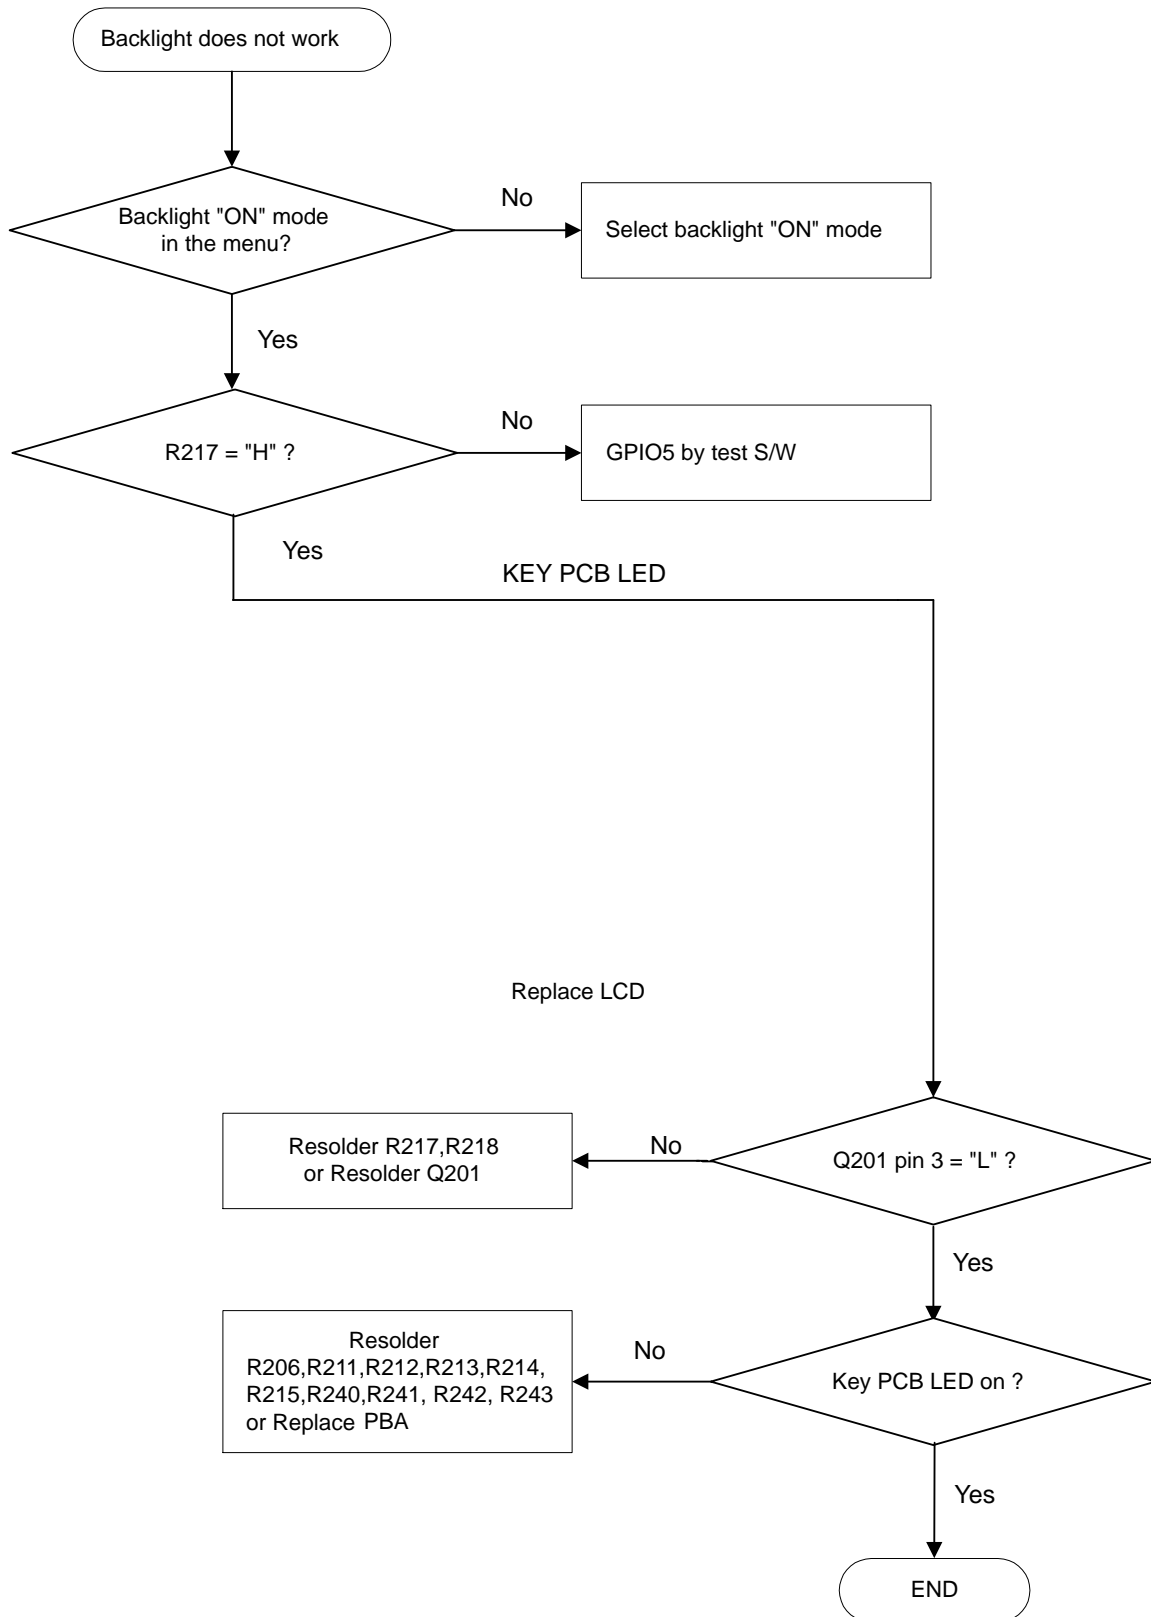 Backlight does not work
Backlight "ON" mode
in the menu?
No
Select backlight "ON" mode
Yes
R217 = "H" ?
No
GPIO5 by test S/W
Yes
KEY PCB LED
Replace LCD
Resolder R217,R218
or Resolder Q201
No
Q201 pin 3 = "L" ?
Yes
Resolder
R206,R211,R212,R213,R214,
R215,R240,R241, R242, R243
or Replace PBA
No
Key PCB LED on ?
Yes
END